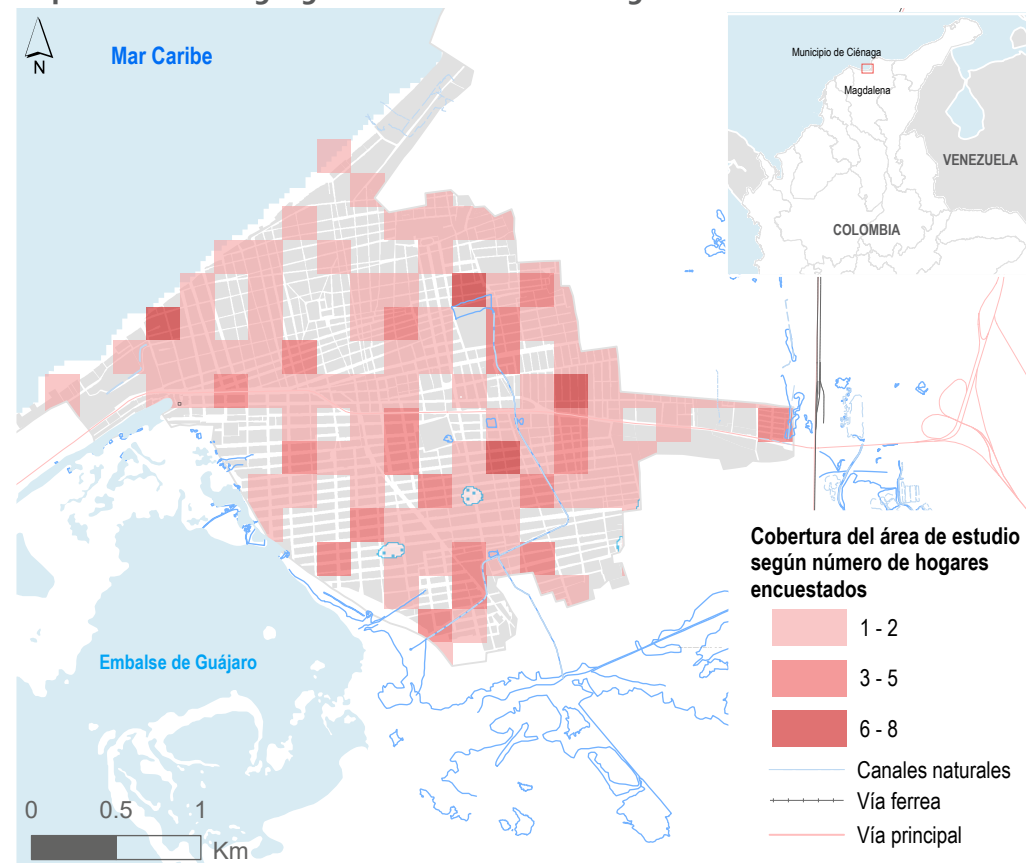 Mar Caribe
N
Municipio de Ciénaga
Magdalena
VENEZUELA
COLOMBIA
Embalse de Guájaro
Cobertura del área de estudio
según número de hogares
encuestados
1 - 2
3 - 5
6 - 8
Canales naturales
Vía ferrea
Vía principal
0 0.5 1
Km